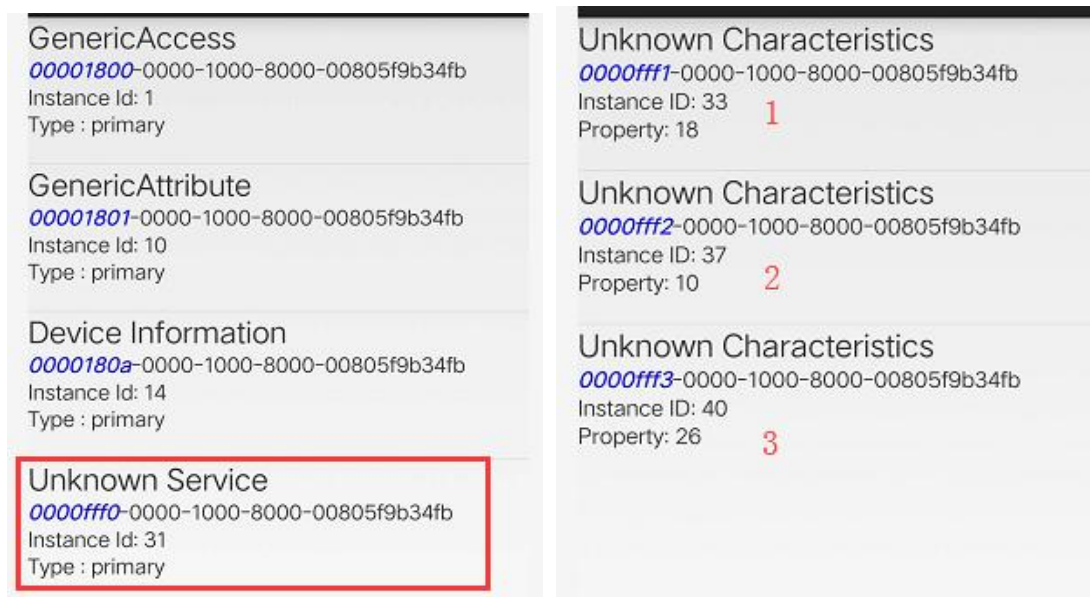 GenericAccess
00001800-0000-1000-8000-00805f9b34fb
Instance Id: 1
Type : primary
GenericAttribute
00001801-0000-1000-8000-00805f9b34fb
Instance Id: 10
Type : primary
Device Information
0000180a-0000-1000-8000-00805f9b34fb
Instance Id: 14
Type : primary
Unknown Service
0000fff0-0000-1000-8000-00805f9b34fb
Instance Id: 31
Type : primary
Unknown Characteristics
0000fff1-0000-1000-8000-00805f9b34fb
Instance ID: 33
Property: 18
1
Unknown Characteristics
0000fff2-0000-1000-8000-00805f9b34fb
Instance ID: 37
Property: 10
2
Unknown Characteristics
0000fff3-0000-1000-8000-00805f9b34fb
Instance ID: 40
Property: 26
3